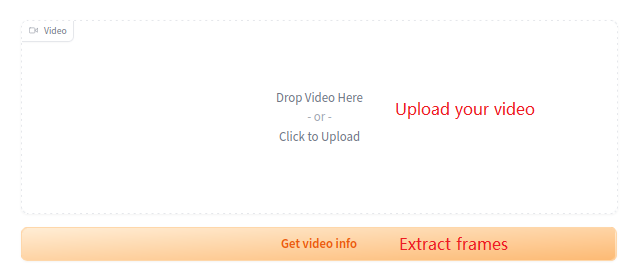 Video
Drop Video Here
- or -
Click to Upload
Upload your video
Get video info
Extract frames